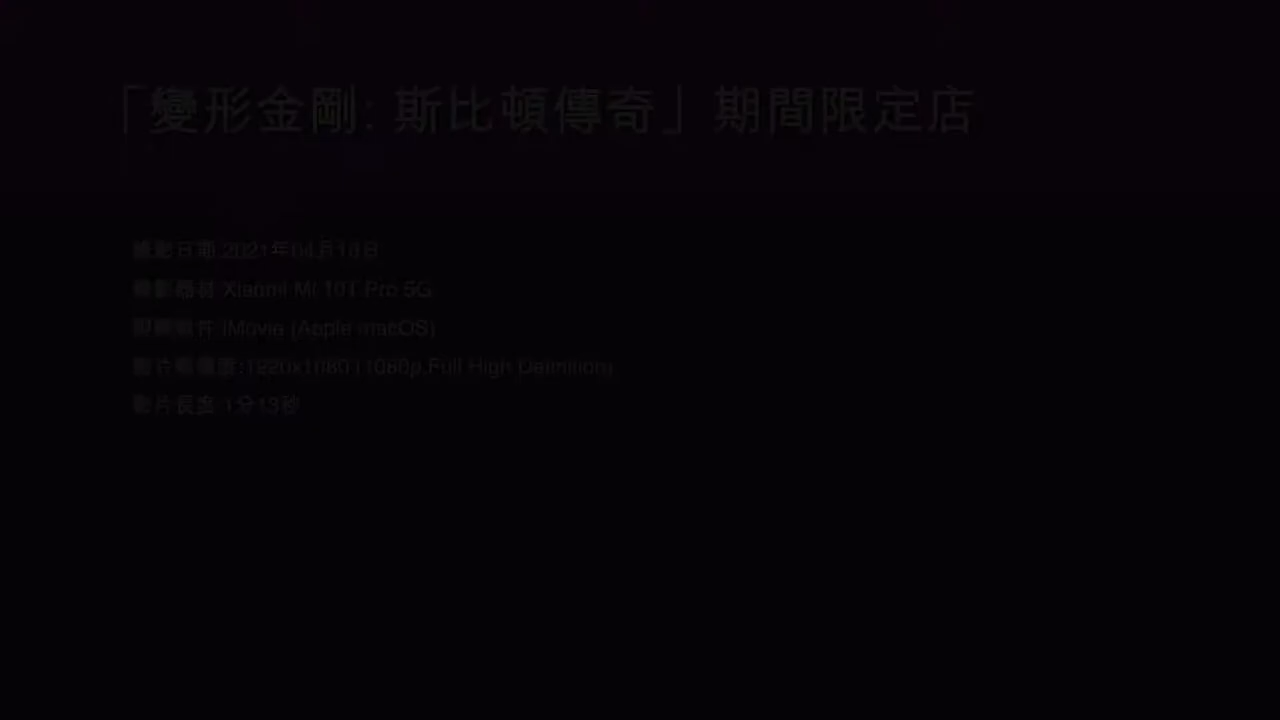 「變形金剛: 斯比頓傳奇」期間限定店
攝影日期:2021年04月18日
攝影器材:Xiaomi Mi 10T Pro 5G
剪輯軟件:iMovie (Apple macOS)
影片解像度:1920x1080 (1080p,Full High Definition)
影片長度:1分13秒